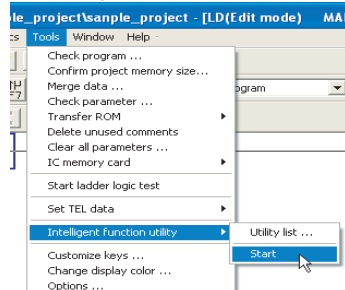 le_project\sanple_project - [LD(Edit mode) MAI
cs Tools Window Help
Check program ...
Confirm project memory size...
Merge data ...
ogram
F7
Check parameter ...
Transfer ROM
Delete unused comments
Clear all parameters ...
IC memory card
Start ladder logic test
Set TEL data
Intelligent function utility
Utility list ...
Start
Customize keys ...
Change display color ...
Options ...